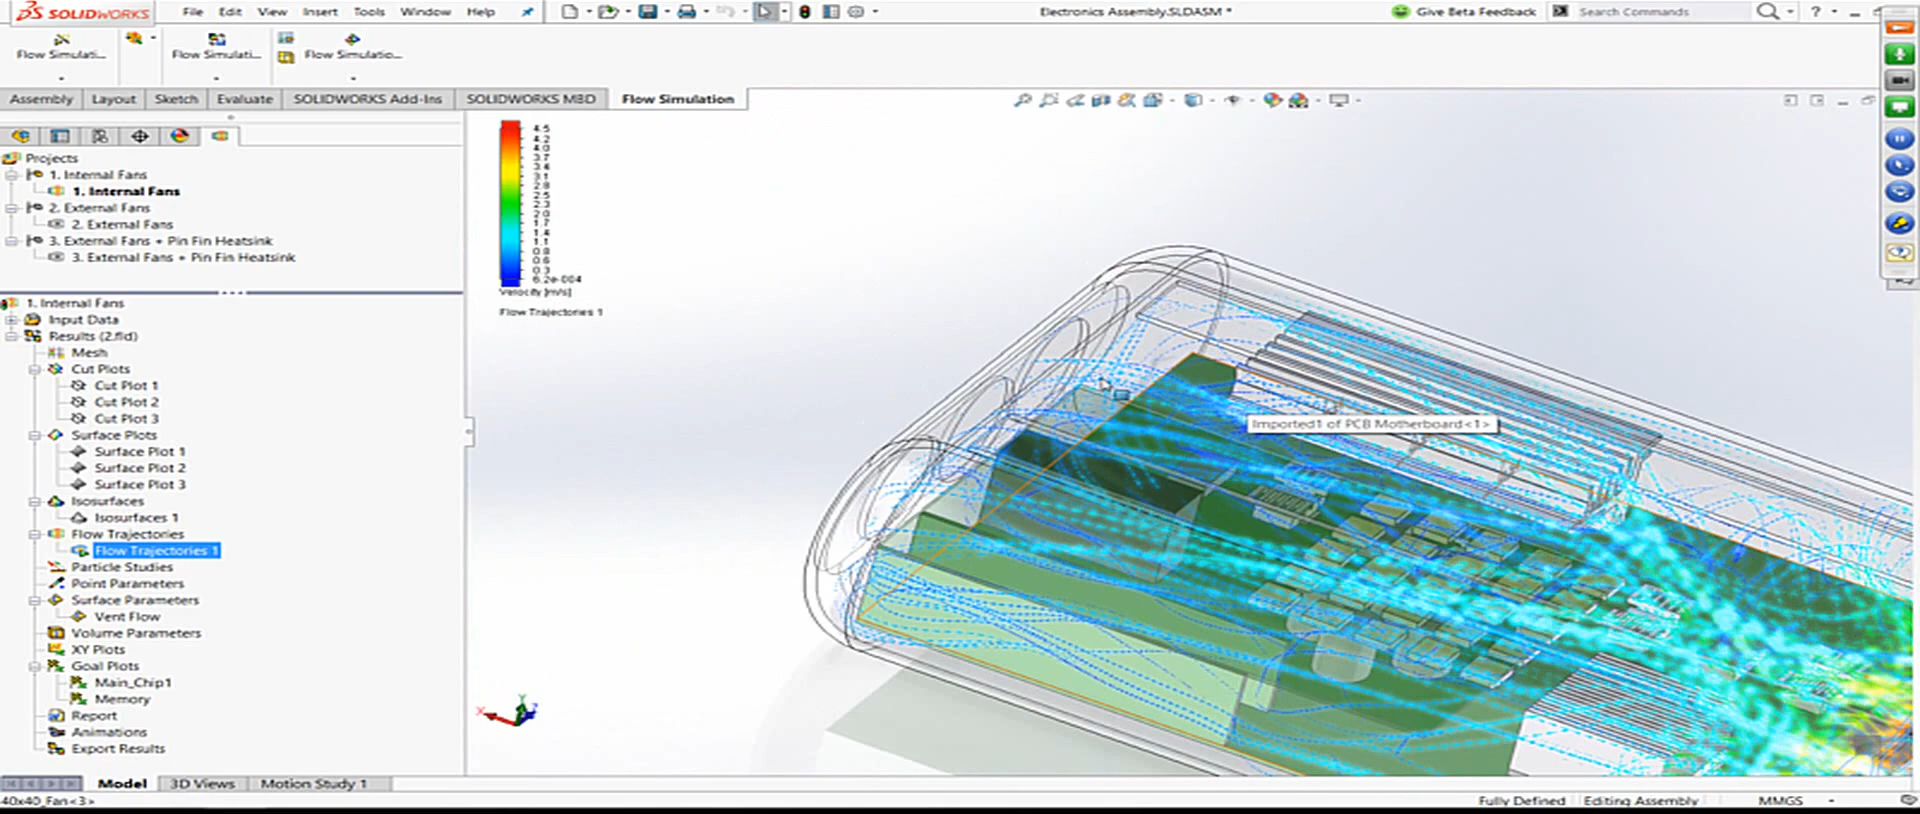 SOLIDWORKS File Edit View Insert Tools Window Help Electronics Assembly.SLDASM * Give Beta Feedback Search Commands ?
Flow Simulati... Flow Simulati... Flow Simulatio...
Assembly Layout Sketch Evaluate SOLIDWORKS Add-Ins SOLIDWORKS MBD Flow Simulation
Projects
1. Internal Fans
1. Internal Fans
2. External Fans
2. External Fans
3. External Fans + Pin Fin Heatsink
3. External Fans + Pin Fin Heatsink
1. Internal Fans
Input Data
Results (2.fld)
Mesh
Cut Plots
Cut Plot 1
Cut Plot 2
Cut Plot 3
Surface Plots
Surface Plot 1
Surface Plot 2
Surface Plot 3
Isosurfaces
Isosurfaces 1
Flow Trajectories
Flow Trajectories 1
Particle Studies
Point Parameters
Surface Parameters
Vent Flow
Volume Parameters
XY Plots
Goal Plots
Main_Chip1
Memory
Report
Animations
Export Results
4.5
4.2
4.0
3.7
3.4
3.1
2.8
2.5
2.3
2.0
1.7
1.4
1.1
0.8
0.6
0.3
6.2e-004
Velocity [m/s]
Flow Trajectories 1
Imported1 of PCB Motherboard<1>
X Y Z
Model 3D Views Motion Study 1
40x40_Fan<3> Fully Defined Editing Assembly MMGS